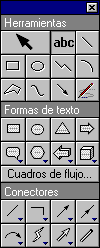 Herramientas
abc
Formas de texto
Cuadros de flujo...
Conectores